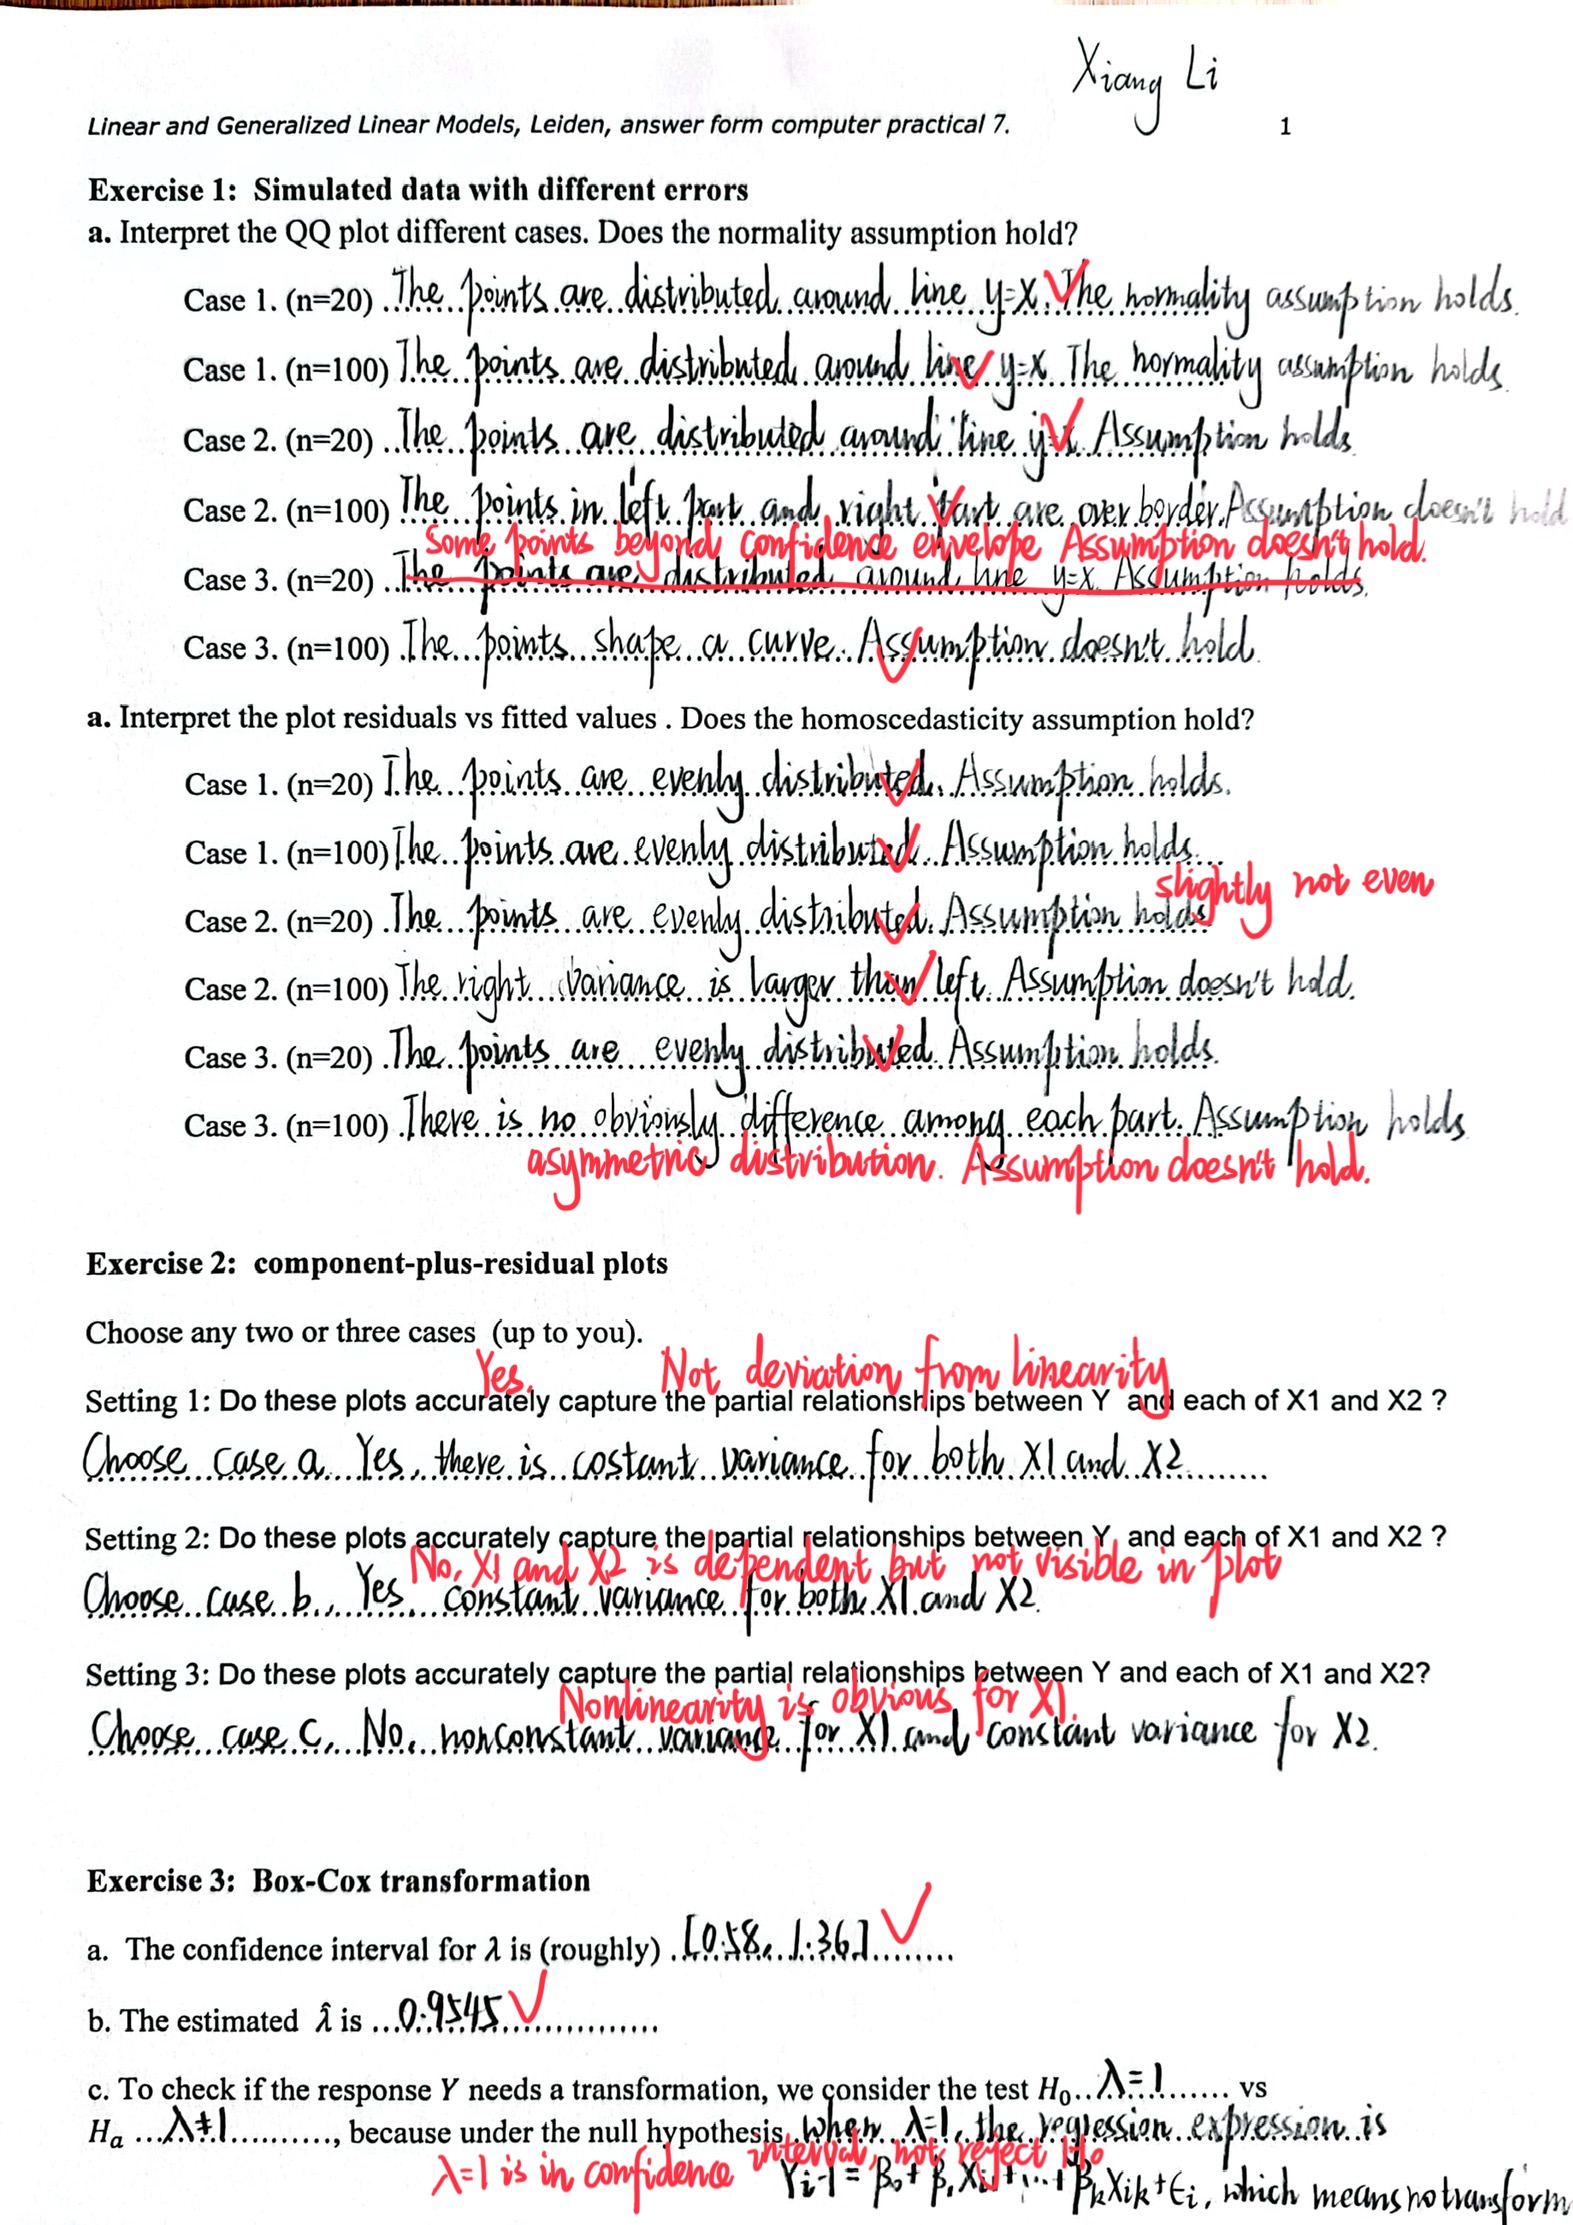 Xiang Li
Linear and Generalized Linear Models, Leiden, answer form computer practical 7. 1
Exercise 1: Simulated data with different errors
a. Interpret the QQ plot different cases. Does the normality assumption hold?
Case 1. (n=20) The points are distributed around line y=x. The normality assumption holds.
Case 1. (n=100) The points are distributed around line y=x. The normality assumption holds.
Case 2. (n=20) The points are distributed around line y=x. Assumption holds.
Case 2. (n=100) The points in left part and right part are over border. Assumption doesn't hold
Some points beyond confidence envelope Assumption doesn't hold.
Case 3. (n=20) The points are distributed around line y=x. Assumption holds.
Case 3. (n=100) The points shape a curve. Assumption doesn't hold.
a. Interpret the plot residuals vs fitted values . Does the homoscedasticity assumption hold?
Case 1. (n=20) The points are evenly distributed. Assumption holds.
Case 1. (n=100) The points are evenly distributed. Assumption holds.
slightly not even
Case 2. (n=20) The points are evenly distributed. Assumption holds
Case 2. (n=100) The right variance is larger than left. Assumption doesn't hold.
Case 3. (n=20) The points are evenly distributed. Assumption holds.
Case 3. (n=100) There is no obviously difference among each part. Assumption holds
asymmetric distribution. Assumption doesn't hold.
Exercise 2: component-plus-residual plots
Choose any two or three cases (up to you).
Yes. Not deviation from linearity
Setting 1: Do these plots accurately capture the partial relationships between Y and each of X1 and X2 ?
Choose case a. Yes, there is costant variance for both X1 and X2
Setting 2: Do these plots accurately capture the partial relationships between Y and each of X1 and X2 ?
No, X1 and X2 is dependent but not visible in plot
Choose case b. Yes constant variance for both X1 and X2.
Setting 3: Do these plots accurately capture the partial relationships between Y and each of X1 and X2?
Nonlinearity is obvious for X1.
Choose case C, No, nonconstant variance for X1 and constant variance for X2.
Exercise 3: Box-Cox transformation
a. The confidence interval for λ is (roughly) [0.58, 1.36]
b. The estimated λ̂ is ...0.9545
c. To check if the response Y needs a transformation, we consider the test H₀.. λ=1 ....... vs
Hₐ ... λ≠1 .........., because under the null hypothesis when λ=1, the regression expression is
λ=1 is in confidence interval, not reject H₀
Yi-1 = β₀+ β₁Xi1+...+βkXik+ϵi, which means no transform